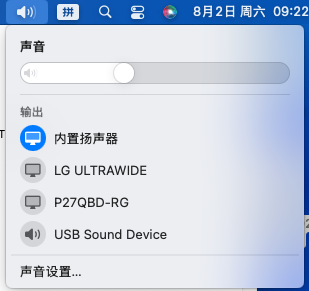 拼 8月2日 周六 09:22
声音
输出
内置扬声器
LG ULTRAWIDE
P27QBD-RG
USB Sound Device
声音设置...